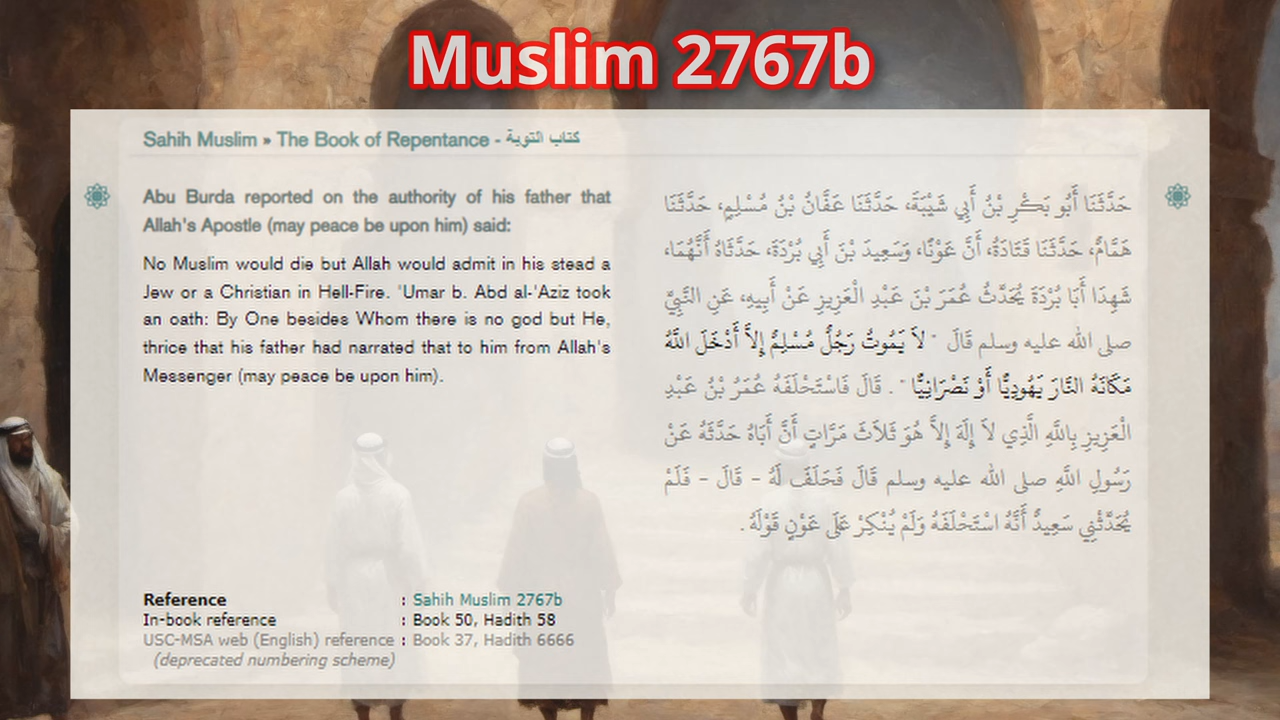 Muslim 2767b
Sahih Muslim » The Book of Repentance - كتاب التوبة
Abu Burda reported on the authority of his father that
Allah's Apostle (may peace be upon him) said:
No Muslim would die but Allah would admit in his stead a
Jew or a Christian in Hell-Fire. 'Umar b. Abd al-'Aziz took
an oath: By One besides Whom there is no god but He,
thrice that his father had narrated that to him from Allah's
Messenger (may peace be upon him).
حَدَّثَنَا أَبُو بَكْرِ بْنُ أَبِي شَيْبَةَ، حَدَّثَنَا عَفَّانُ بْنُ مُسْلِمٍ، حَدَّثَنَا
هَمَّامٌ، حَدَّثَنَا قَتَادَةُ، أَنَّ عَوْنًا، وَسَعِيدَ بْنَ أَبِي بُرْدَةَ، حَدَّثَاهُ أَنَّهُمَا،
شَهِدَا أَبَا بُرْدَةَ يُحَدِّثُ عُمَرَ بْنَ عَبْدِ الْعَزِيزِ عَنْ أَبِيهِ، عَنِ النَّبِيِّ
صلى الله عليه وسلم قَالَ " لاَ يَمُوتُ رَجُلٌ مُسْلِمٌ إِلاَّ أَدْخَلَ اللَّهُ
مَكَانَهُ النَّارَ يَهُودِيًّا أَوْ نَصْرَانِيًّا " . قَالَ فَاسْتَحْلَفَهُ عُمَرُ بْنُ عَبْدِ
الْعَزِيزِ بِاللَّهِ الَّذِي لاَ إِلَهَ إِلاَّ هُوَ ثَلاَثَ مَرَّاتٍ أَنَّ أَبَاهُ حَدَّثَهُ عَنْ
رَسُولِ اللَّهِ صلى الله عليه وسلم قَالَ فَحَلَفَ لَهُ - قَالَ - فَلَمْ
يُحَدِّثْنِي سَعِيدٌ أَنَّهُ اسْتَحْلَفَهُ وَلَمْ يُنْكِرْ عَلَى عَوْنٍ قَوْلَهُ .
Reference : Sahih Muslim 2767b
In-book reference : Book 50, Hadith 58
USC-MSA web (English) reference : Book 37, Hadith 6666
(deprecated numbering scheme)